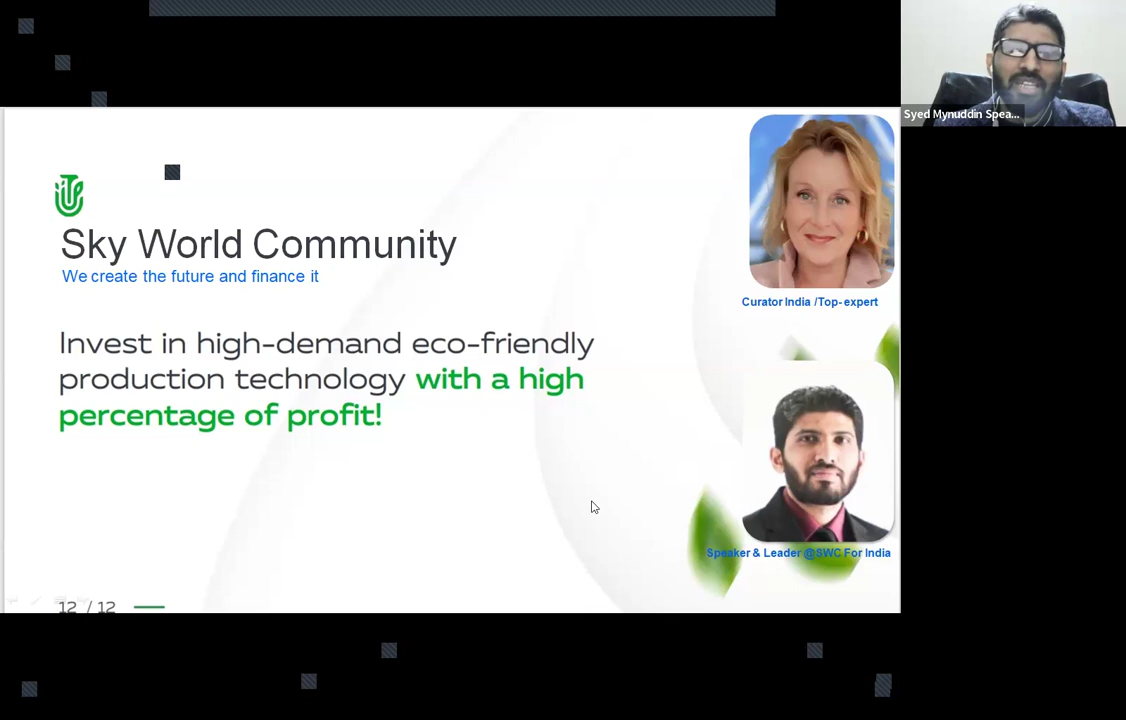 Syed Mynuddin Spea...
Sky World Community
We create the future and finance it
Invest in high-demand eco-friendly
production technology with a high
percentage of profit!
Curator India /Top-expert
Speaker & Leader @SWC For India
12 / 12